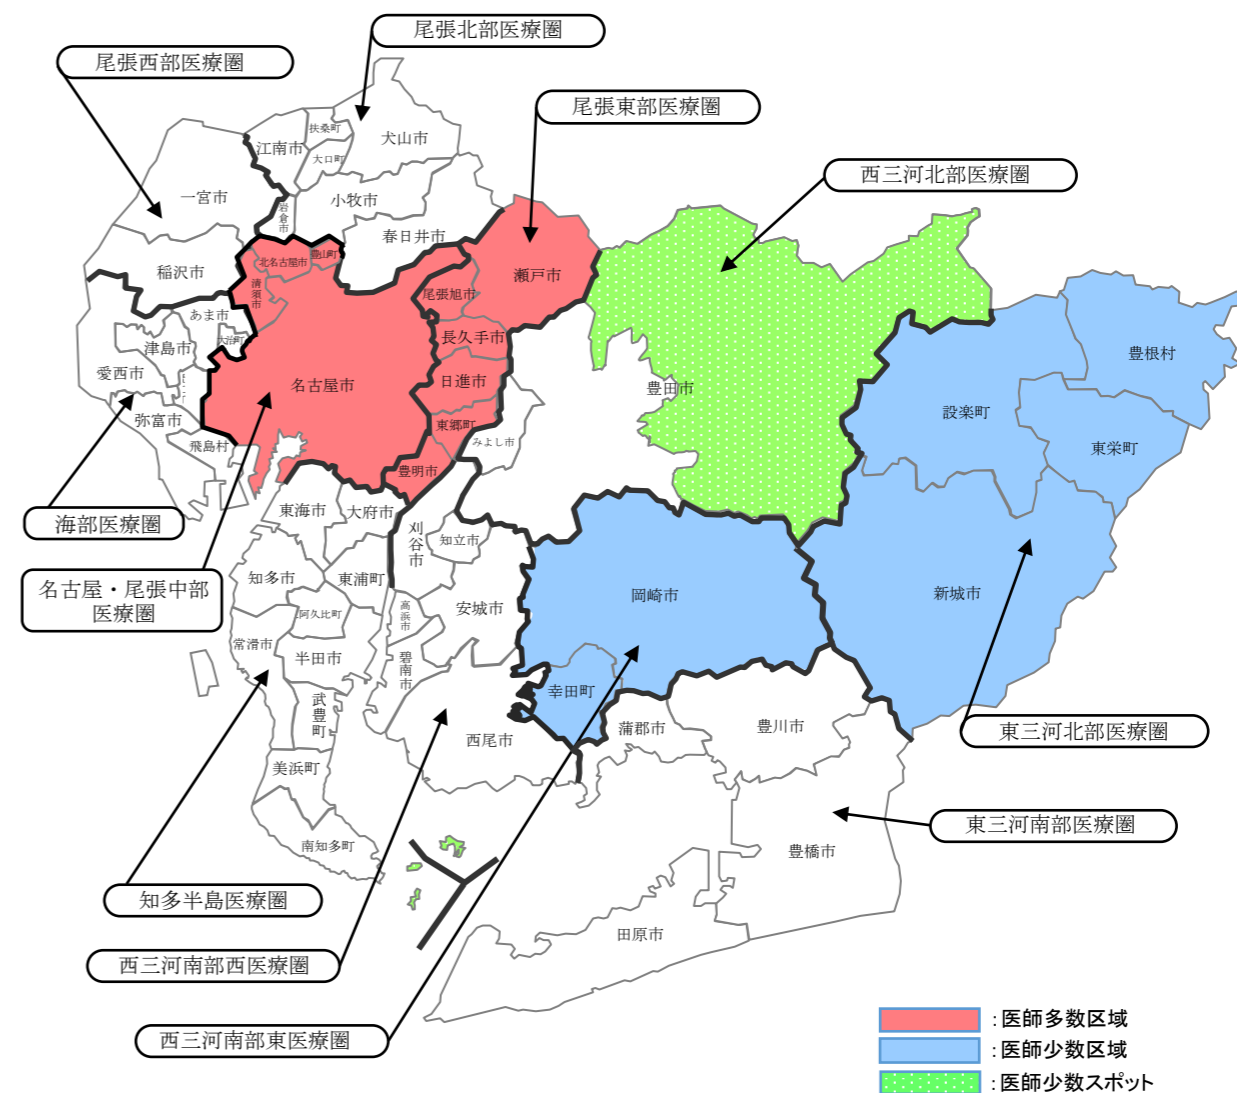 尾張北部医療圏
尾張西部医療圏
尾張東部医療圏
西三河北部医療圏
扶桑町
犬山市
江南市
大口町
一宮市
小牧市
岩倉市
春日井市
稲沢市
北名古屋市
豊山町
瀬戸市
清須市
尾張旭市
あま市
長久手市
大治町
津島市
豊根村
愛西市
名古屋市
日進市
豊田市
設楽町
弥富市
東郷町
みよし市
飛島村
東栄町
豊明市
海部医療圏
東海市
大府市
刈谷市
知立市
名古屋・尾張中部
医療圏
知多市
東浦町
岡崎市
新城市
阿久比町
高浜市
安城市
常滑市
半田市
碧南市
幸田町
武豊町
西尾市
蒲郡市
豊川市
東三河北部医療圏
美浜町
東三河南部医療圏
南知多町
豊橋市
知多半島医療圏
田原市
西三河南部西医療圏
西三河南部東医療圏
：医師多数区域
：医師少数区域
：医師少数スポット